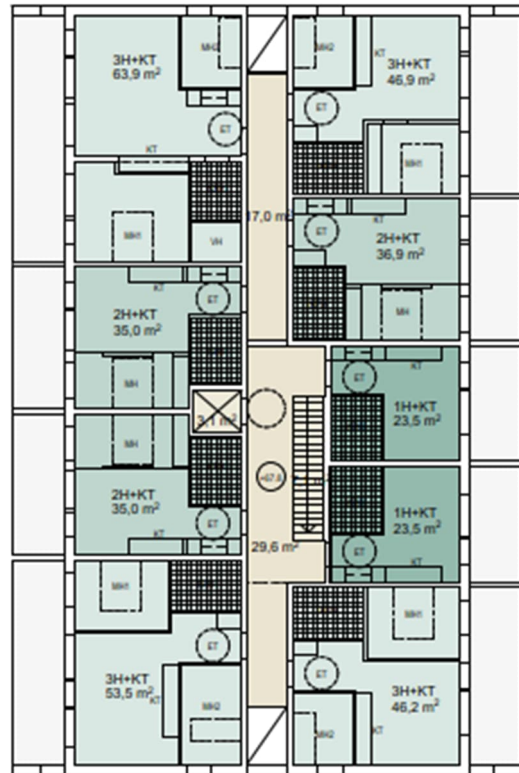 3H+KT
63,9 m²
MH2
ET
KT
MH1
VH
MH2
KT
3H+KT
46,9 m²
ET
MH1
17,0 m²
KT
ET
2H+KT
36,9 m²
MH
KT
ET
2H+KT
35,0 m²
MH
3,1 m²
KT
ET
1H+KT
23,5 m²
MH
2H+KT
35,0 m²
ET
KT
29,6 m²
1H+KT
23,5 m²
ET
KT
MH1
ET
3H+KT
53,5 m²
KT
MH2
MH1
ET
3H+KT
46,2 m²
KT
MH2